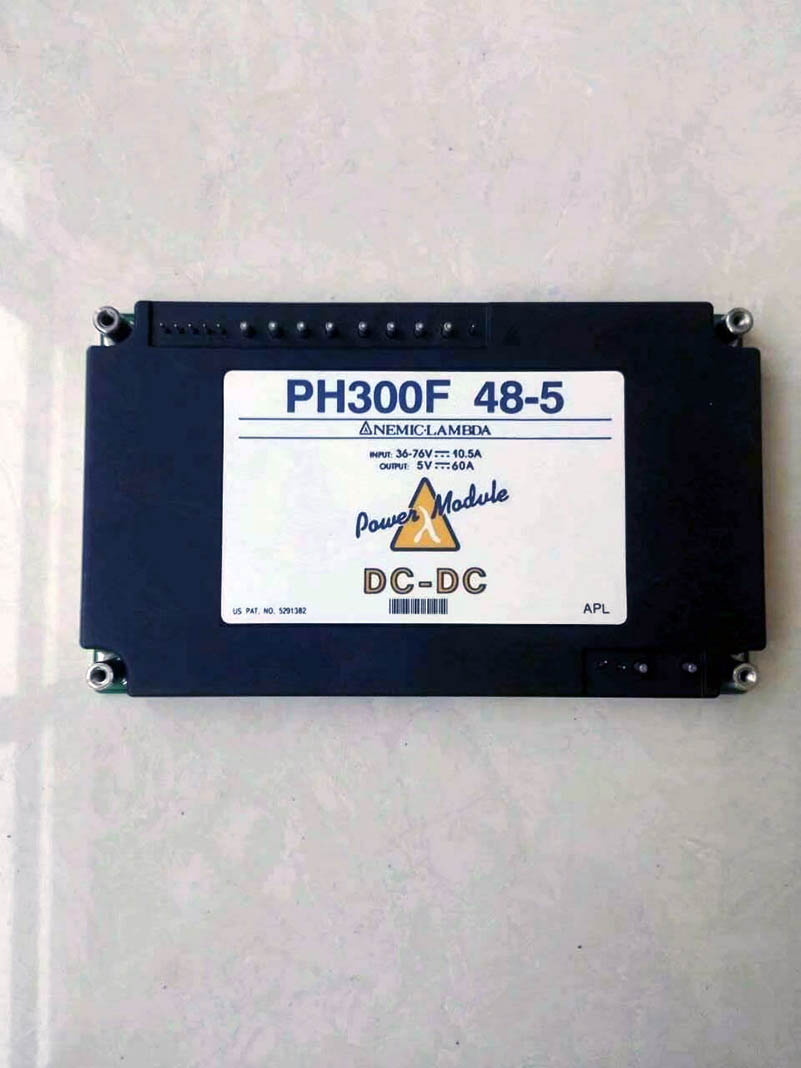 PH300F 48-5
NEMIC-LAMBDA
INPUT: 36-76V⎓10.5A
OUTPUT: 5V⎓60A
Power Module
λ
DC-DC
US PAT. NO. 5291382
APL